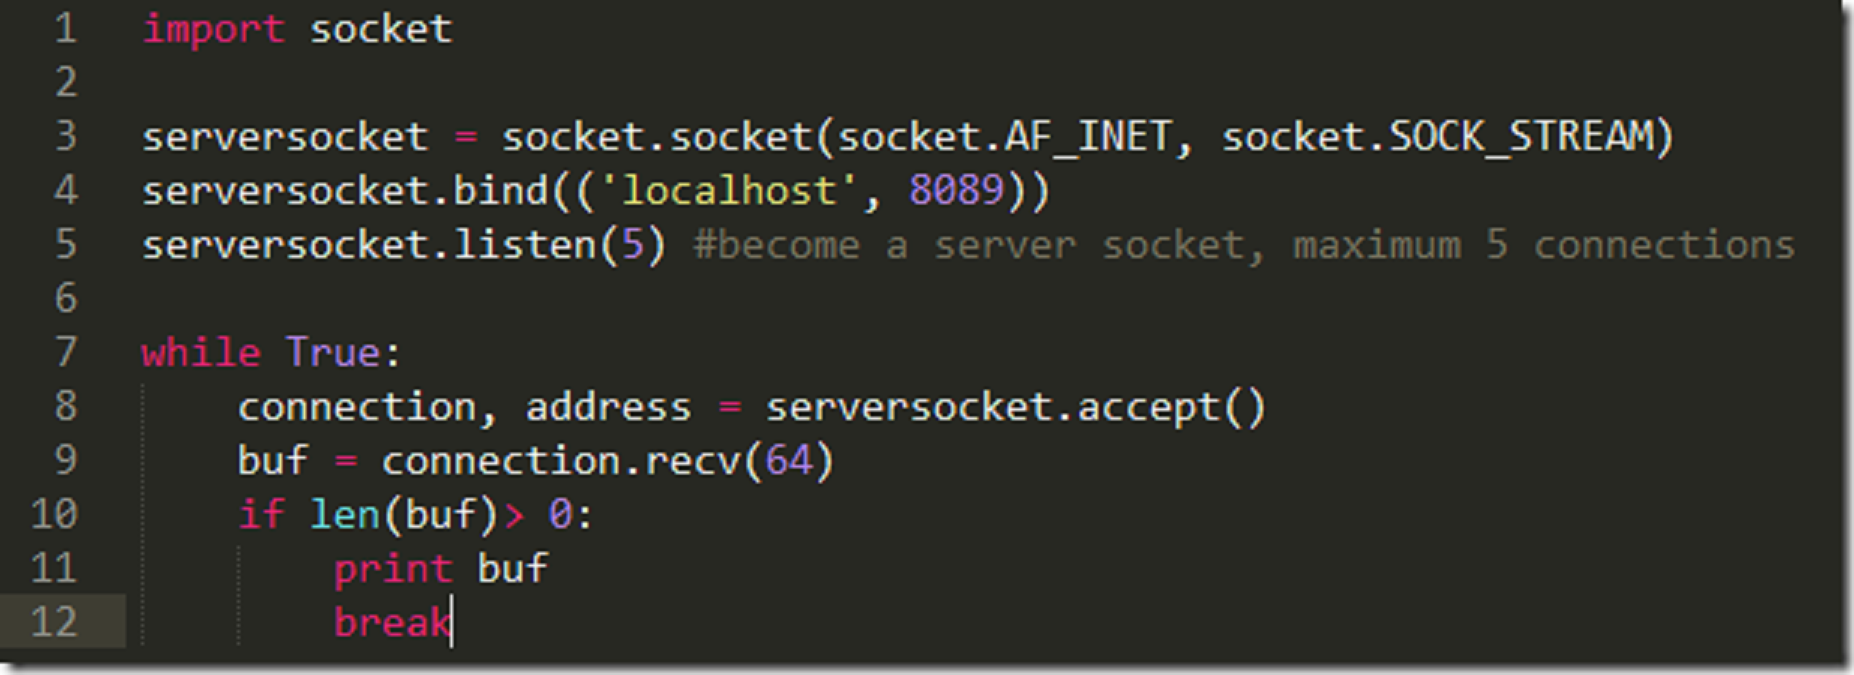 1 import socket
2
3 serversocket = socket.socket(socket.AF_INET, socket.SOCK_STREAM)
4 serversocket.bind(('localhost', 8089))
5 serversocket.listen(5) #become a server socket, maximum 5 connections
6
7 while True:
8     connection, address = serversocket.accept()
9     buf = connection.recv(64)
10     if len(buf)> 0:
11         print buf
12         break